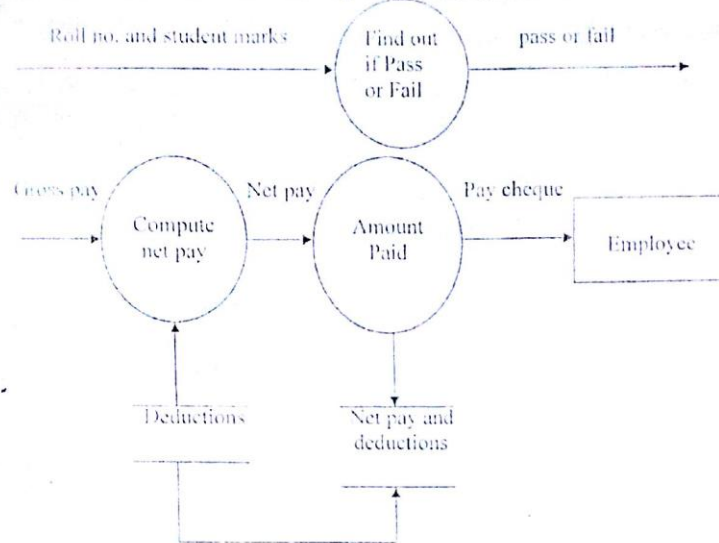 Roll no. and student marks
Find out
if Pass
or Fail
pass or fail
Gross pay
Compute
net pay
Net pay
Amount
Paid
Pay cheque
Employee
Deductions
Net pay and
deductions